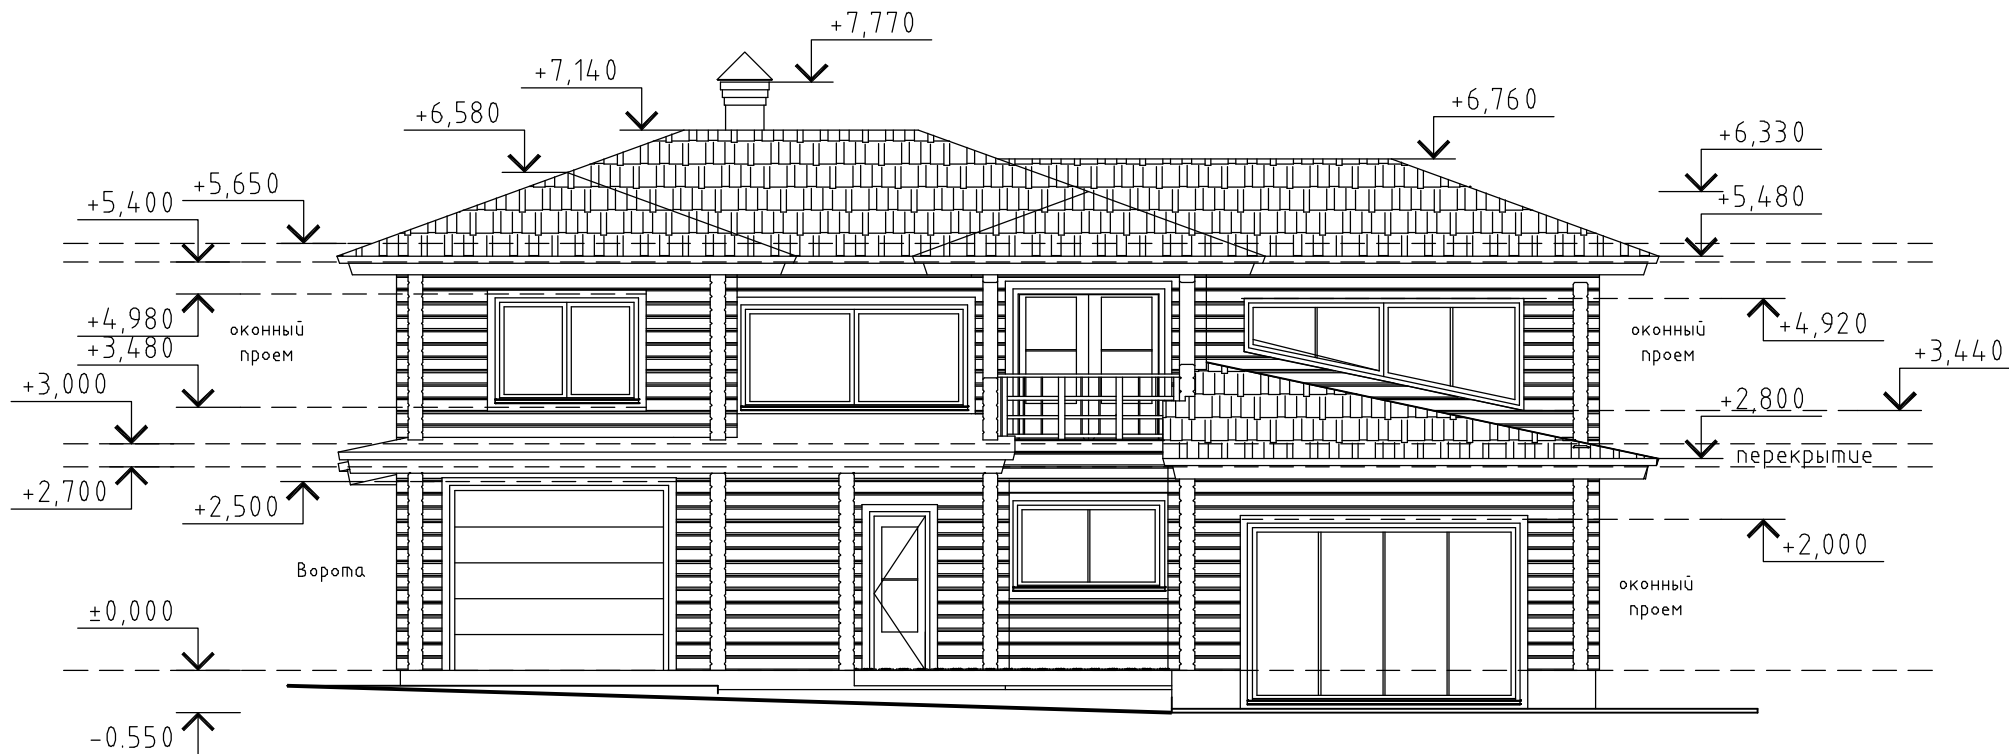 +7,770
+7,140
+6,580
+6,760
+6,330
+5,650
+5,400
+5,480
+4,980
оконный
проем
+3,480
+3,000
оконный
проем
+4,920
+3,440
+2,800
перекрытие
+2,700
+2,500
+2,000
Ворота
оконный
проем
±0,000
-0.550